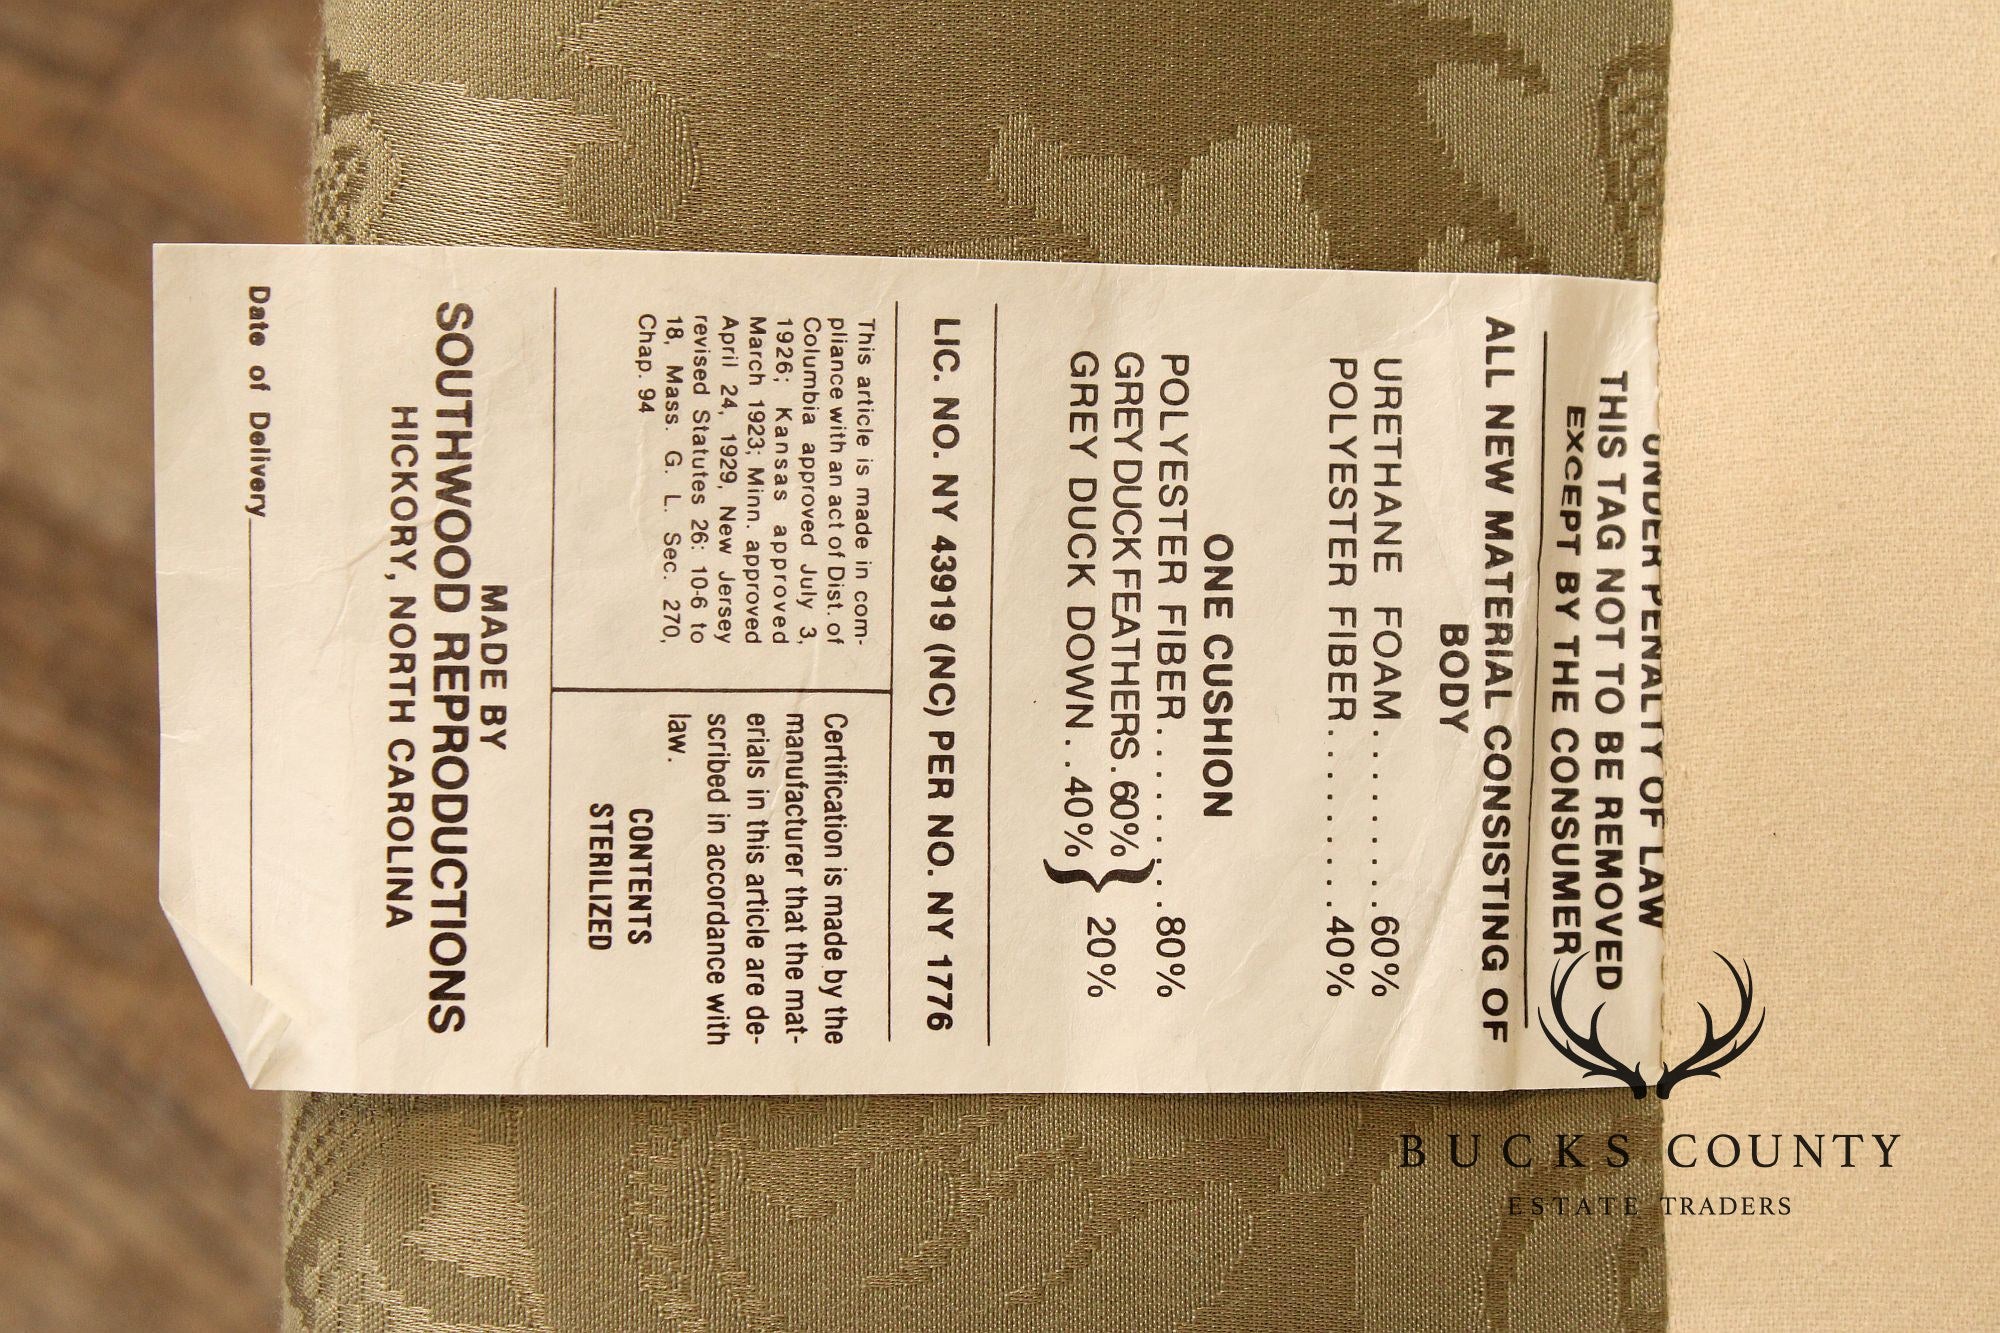 UNDER PENALTY OF LAW
THIS TAG NOT TO BE REMOVED
EXCEPT BY THE CONSUMER
ALL NEW MATERIAL CONSISTING OF
BODY
URETHANE FOAM.........60%
POLYESTER FIBER.........40%
ONE CUSHION
POLYESTER FIBER.........80%
GREY DUCK FEATHERS.60%
GREY DUCK DOWN..40%} 20%
LIC. NO. NY 43919 (NC) PER NO. NY 1776
This article is made in com-
pliance with an act of Dist. of
Columbia approved July 3,
1926; Kansas approved
March 1923; Minn. approved
April 24, 1929, New Jersey
revised Statutes 26: 10-6 to
18, Mass. G. L. Sec. 270,
Chap. 94
Certification is made by the
manufacturer that the mat-
erials in this article are de-
scribed in accordance with
law.
CONTENTS
STERILIZED
MADE BY
SOUTHWOOD REPRODUCTIONS
HICKORY, NORTH CAROLINA
Date of Delivery
BUCKS COUNTY
ESTATE TRADERS